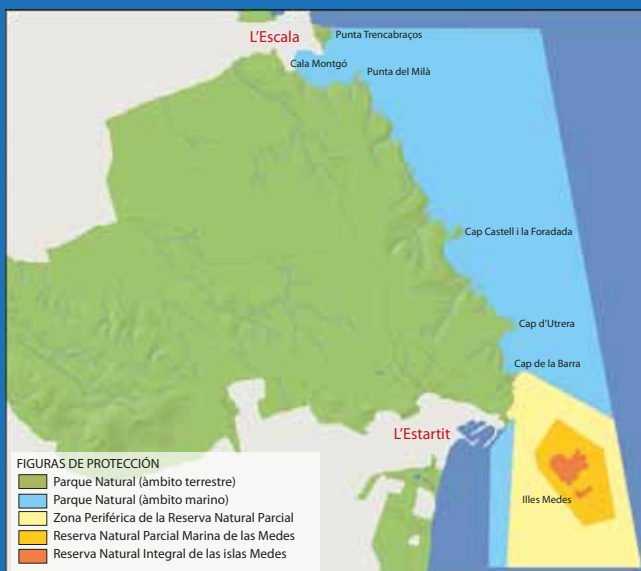 L'Escala
Punta Trencabraços
Cala Montgó
Punta del Milà
Cap Castell i la Foradada
Cap d'Utrera
Cap de la Barra
L'Estartit
Illes Medes
FIGURAS DE PROTECCIÓN
Parque Natural (àmbito terrestre)
Parque Natural (àmbito marino)
Zona Periférica de la Reserva Natural Parcial
Reserva Natural Parcial Marina de las Medes
Reserva Natural Integral de las islas Medes